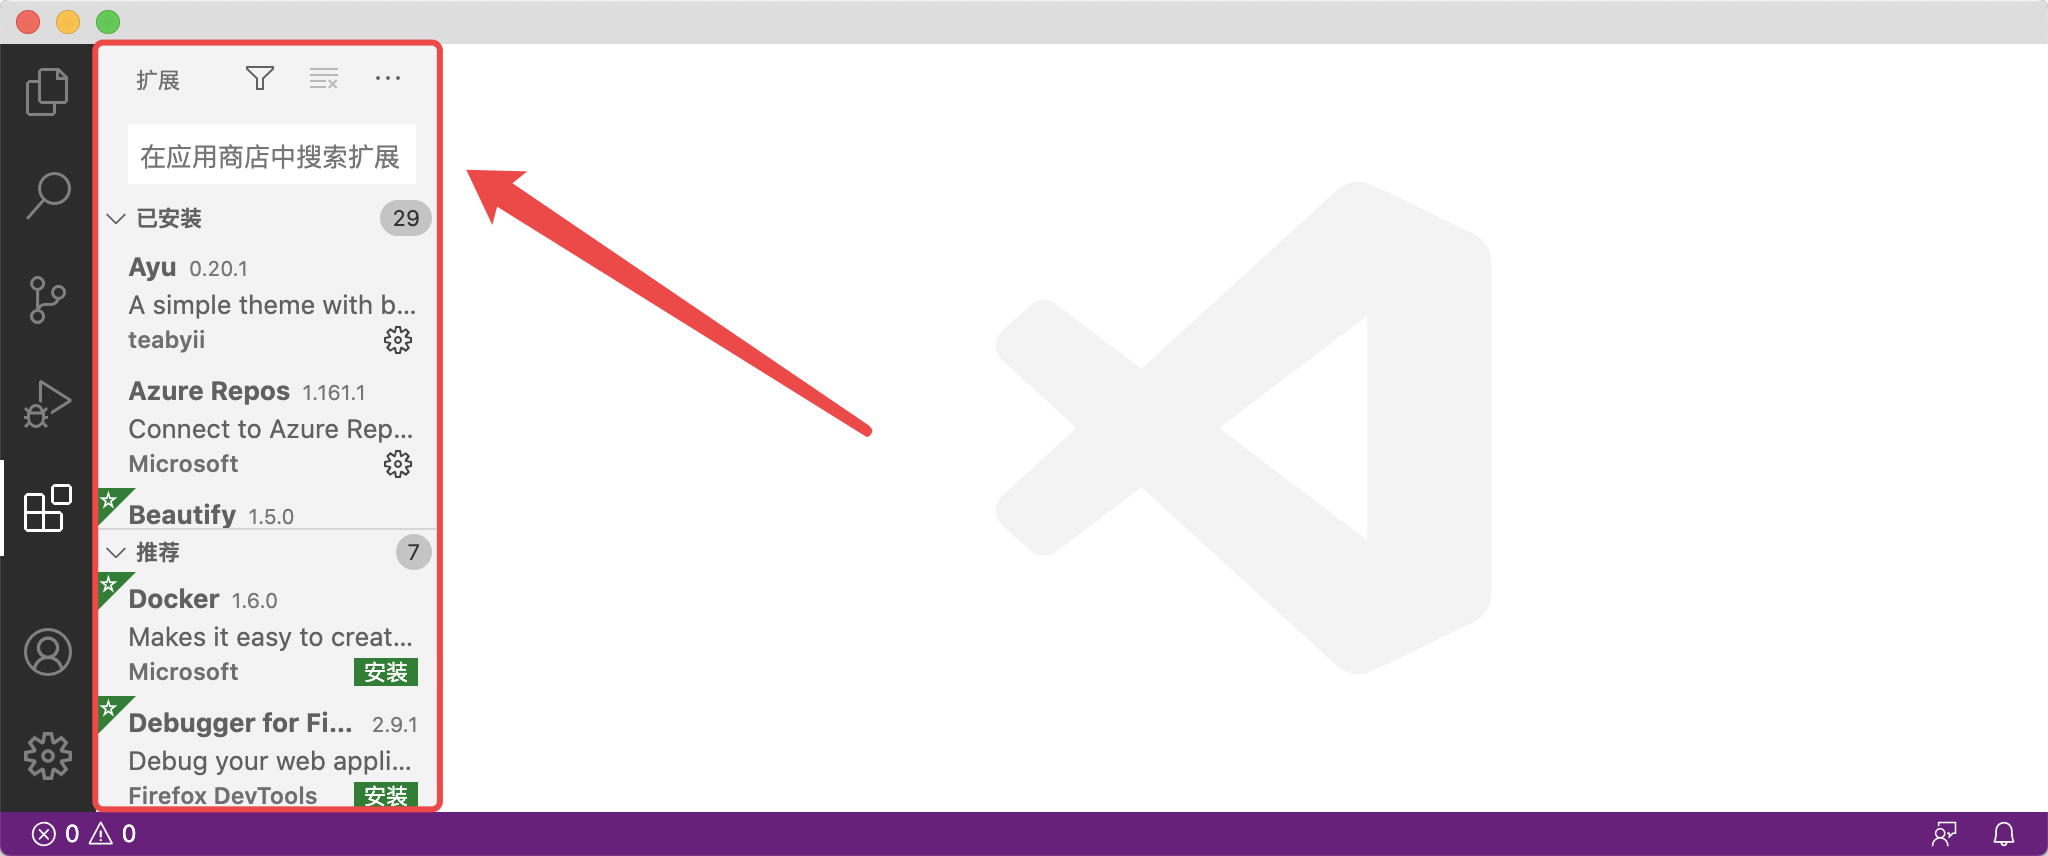 扩展
在应用商店中搜索扩展
已安装 29
Ayu 0.20.1
A simple theme with b...
teabyii
Azure Repos 1.161.1
Connect to Azure Rep...
Microsoft
Beautify 1.5.0
推荐 7
Docker 1.6.0
Makes it easy to creat...
Microsoft 安装
Debugger for Fi... 2.9.1
Debug your web appli...
Firefox DevTools 安装
0 0